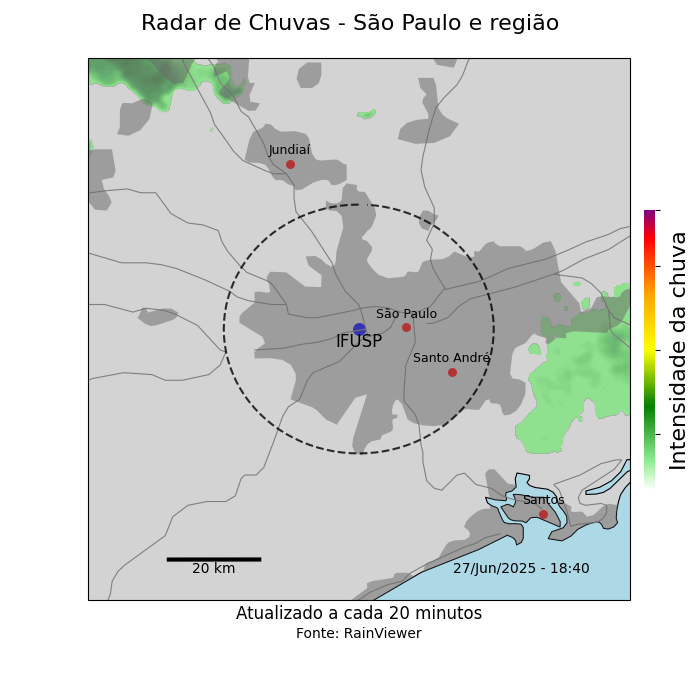 Radar de Chuvas - São Paulo e região
Jundiaí
São Paulo
IFUSP
Santo André
Santos
20 km
27/Jun/2025 - 18:40
Intensidade da chuva
Atualizado a cada 20 minutos
Fonte: RainViewer